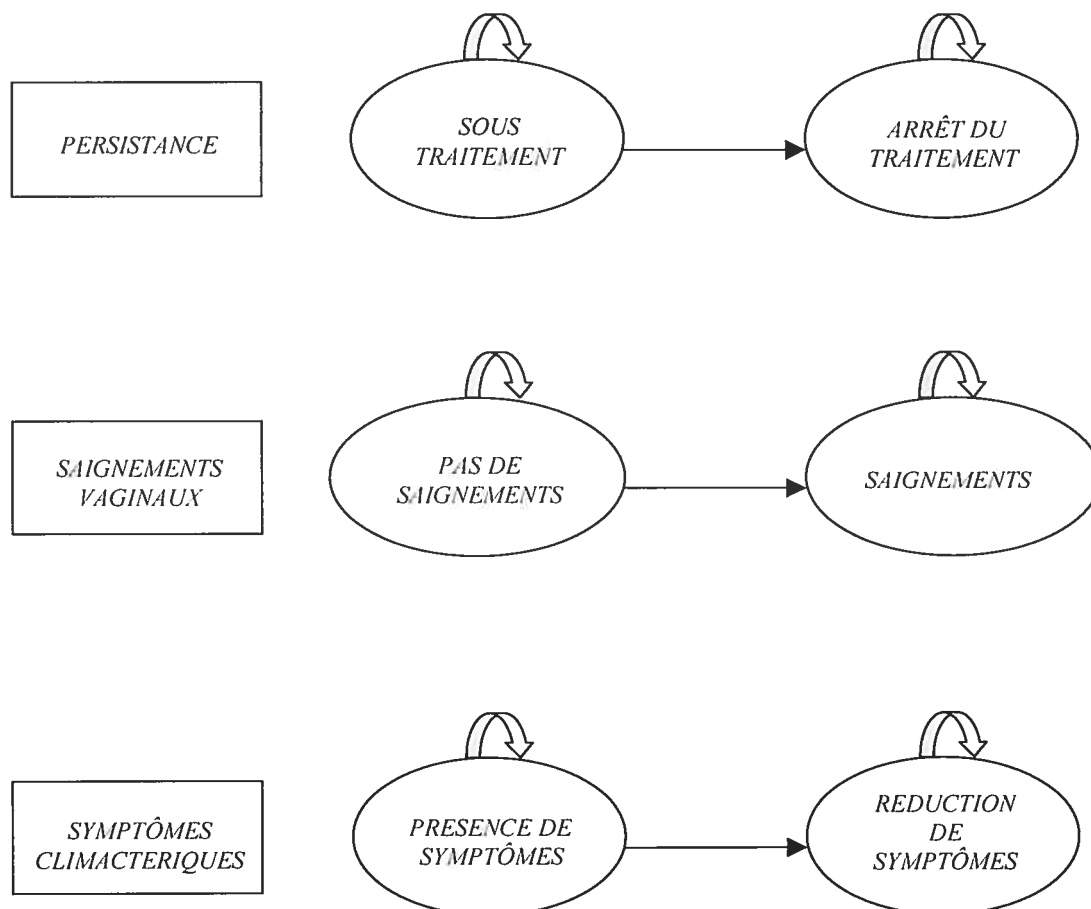 PERSISTANCE
SOUS
TRAITEMENT
ARRÊT DU
TRAITEMENT
SAIGNEMENTS
VAGINAUX
PAS DE
SAIGNEMENTS
SAIGNEMENTS
SYMPTÔMES
CLIMACTERIQUES
PRESENCE DE
SYMPTÔMES
REDUCTION
DE
SYMPTÔMES